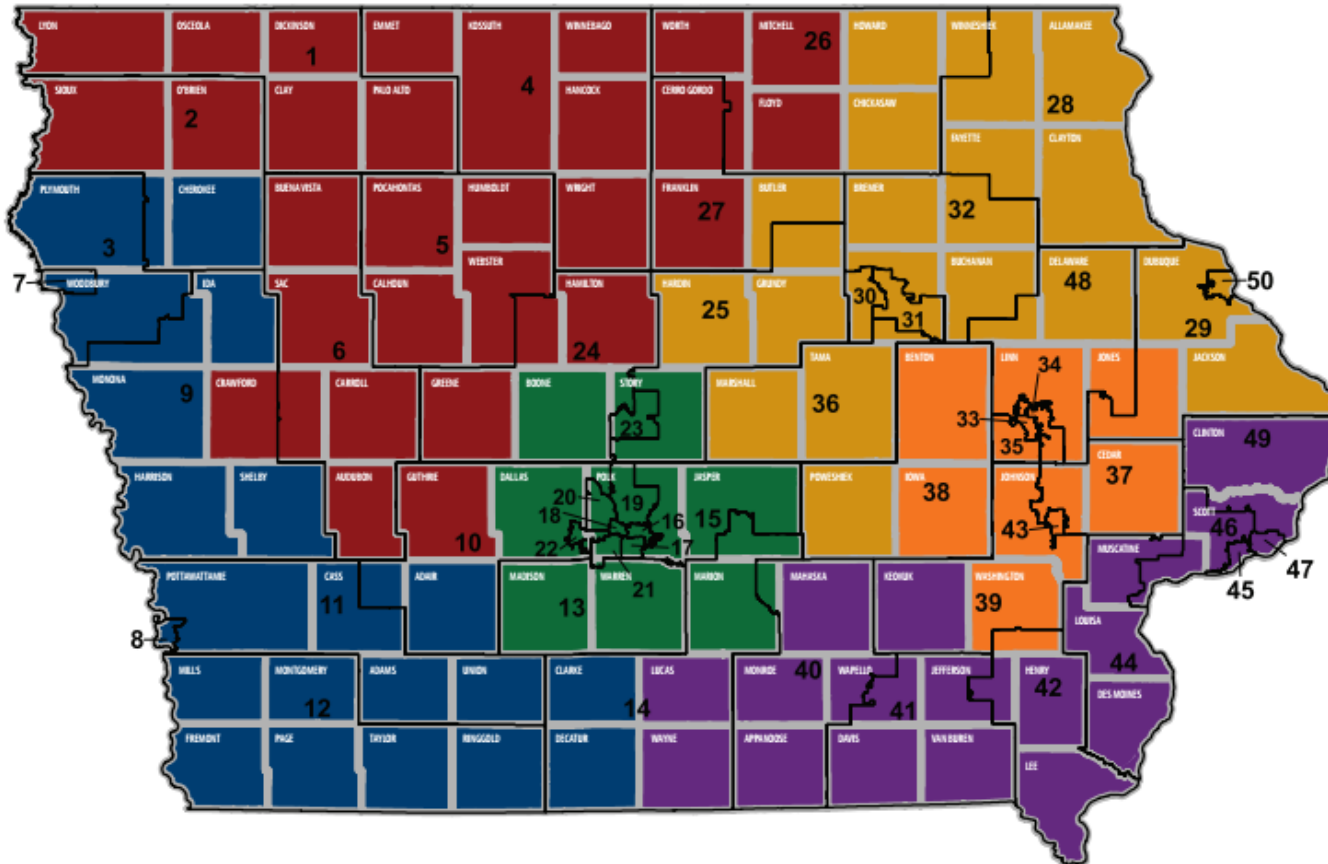 LYON OSCEOLA DICKINSON EMMET KOSSUTH WINNEBAGO WORTH MITCHELL HOWARD WINNESHIEK ALLAMAKEE
1 26
4
SIOUX O'BRIEN CLAY PALO ALTO HANCOCK CERRO GORDO FLOYD CHICKASAW
2 28
FAYETTE CLAYTON
PLYMOUTH CHEROKEE BUENA VISTA POCAHONTAS HUMBOLDT WRIGHT FRANKLIN BUTLER BREMER
27 32
3 5
WEBSTER BUCHANAN DELAWARE DUBUQUE
7 WOODBURY IDA SAC CALHOUN HAMILTON HARDIN GRUNDY 48 50
30
25 31
6 24 29
MONONA CRAWFORD CARROLL GREENE BOONE STORY MARSHALL TAMA BENTON LINN JONES JACKSON
34
9 36
23 33
35
CLINTON 49
CEDAR
HARRISON SHELBY AUDUBON GUTHRIE DALLAS POLK JASPER POWESHIEK IOWA JOHNSON 37
38
20 19
SCOTT
18 16 15 43 46
10 22 17
MUSCATINE 47
21 45
POTTAWATTAMIE CASS ADAIR MADISON WARREN MARION MAHASKA KEOKUK WASHINGTON
11 13 39
LOUISA
8
MILLS MONTGOMERY ADAMS UNION CLARKE LUCAS MONROE 40 WAPELLO JEFFERSON HENRY 44
42
DES MOINES
12 14 41
FREMONT PAGE TAYLOR RINGGOLD DECATUR WAYNE APPANOOSE DAVIS VAN BUREN
LEE